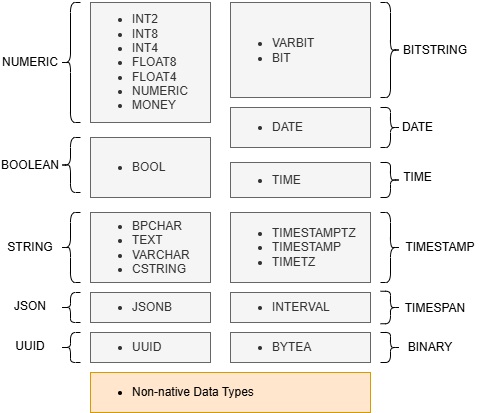 NUMERIC
• INT2
• INT8
• INT4
• FLOAT8
• FLOAT4
• NUMERIC
• MONEY
BOOLEAN
• BOOL
STRING
• BPCHAR
• TEXT
• VARCHAR
• CSTRING
JSON
• JSONB
UUID
• UUID
• VARBIT
• BIT
BITSTRING
• DATE
DATE
• TIME
TIME
• TIMESTAMPTZ
• TIMESTAMP
• TIMETZ
TIMESTAMP
• INTERVAL
TIMESPAN
• BYTEA
BINARY
• Non-native Data Types